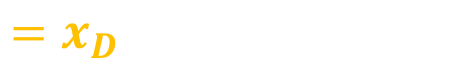 = x_D